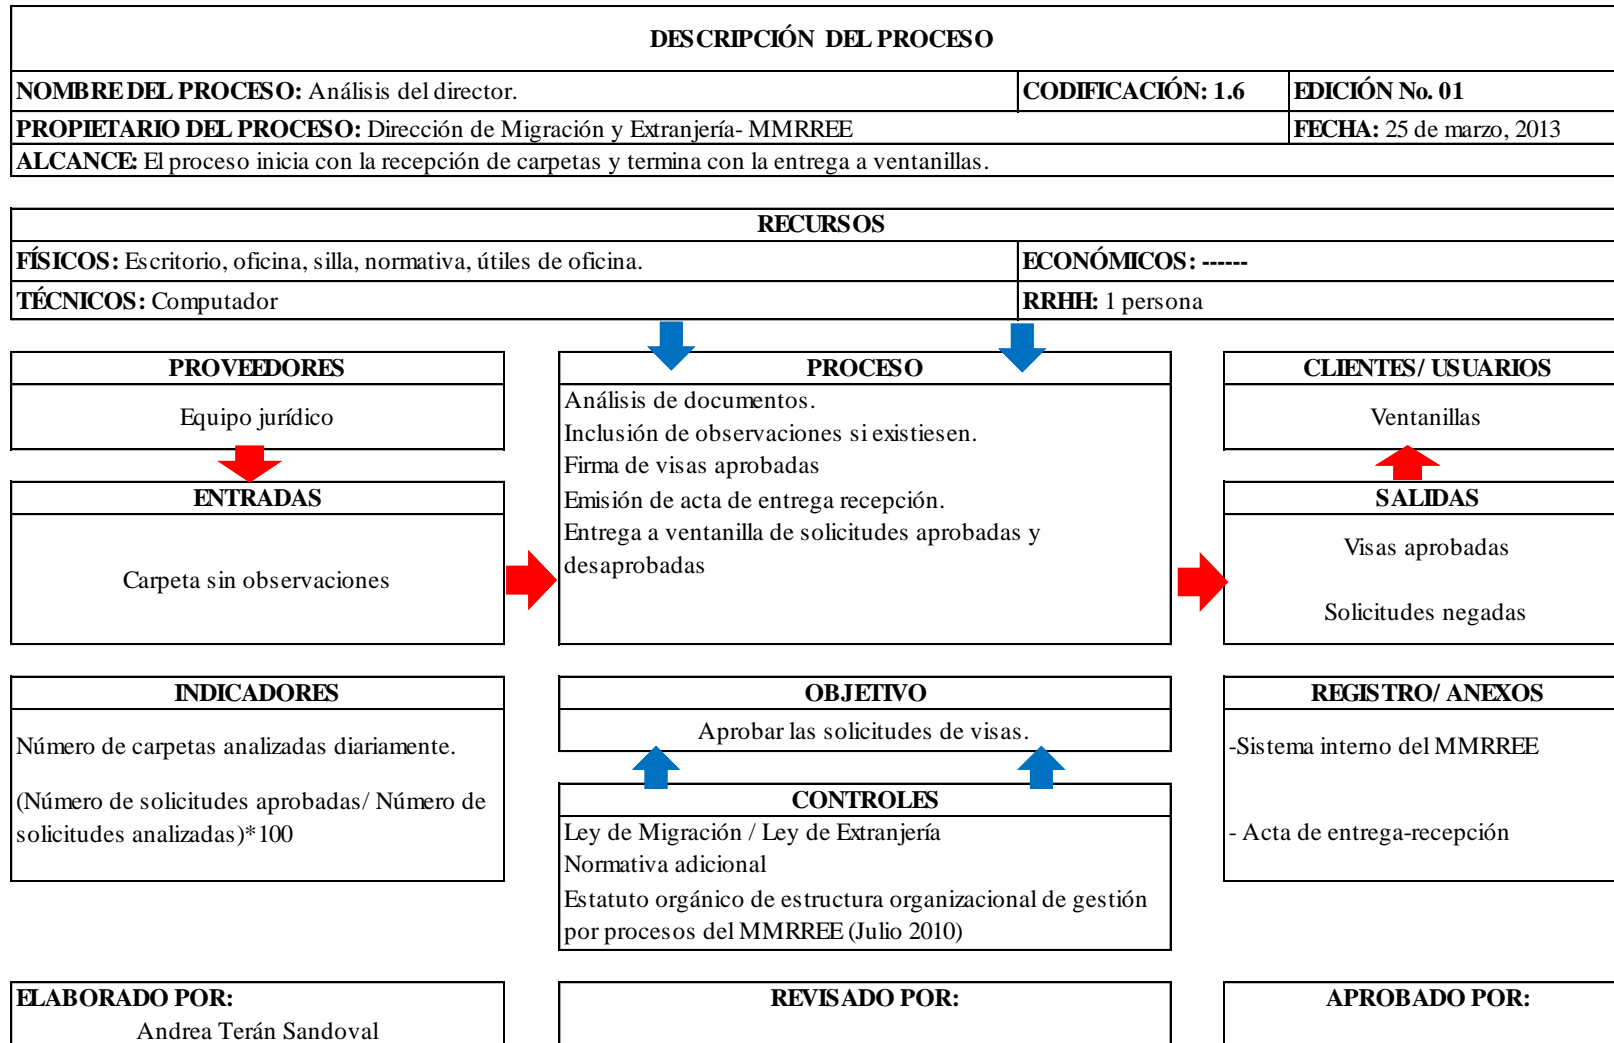 DESCRIPCIÓN DEL PROCESO
NOMBRE DEL PROCESO: Análisis del director.
CODIFICACIÓN: 1.6
EDICIÓN No. 01
PROPIETARIO DEL PROCESO: Dirección de Migración y Extranjería- MMRREE
FECHA: 25 de marzo, 2013
ALCANCE: El proceso inicia con la recepción de carpetas y termina con la entrega a ventanillas.
RECURSOS
FÍSICOS: Escritorio, oficina, silla, normativa, útiles de oficina.
ECONÓMICOS: ------
TÉCNICOS: Computador
RRHH: 1 persona
PROVEEDORES
Equipo jurídico
ENTRADAS
Carpeta sin observaciones
PROCESO
Análisis de documentos.
Inclusión de observaciones si existiesen.
Firma de visas aprobadas
Emisión de acta de entrega recepción.
Entrega a ventanilla de solicitudes aprobadas y
desaprobadas
CLIENTES/ USUARIOS
Ventanillas
SALIDAS
Visas aprobadas
Solicitudes negadas
INDICADORES
Número de carpetas analizadas diariamente.
(Número de solicitudes aprobadas/ Número de
solicitudes analizadas)*100
OBJETIVO
Aprobar las solicitudes de visas.
CONTROLES
Ley de Migración / Ley de Extranjería
Normativa adicional
Estatuto orgánico de estructura organizacional de gestión
por procesos del MMRREE (Julio 2010)
REGISTRO/ ANEXOS
-Sistema interno del MMRREE
- Acta de entrega-recepción
ELABORADO POR:
Andrea Terán Sandoval
REVISADO POR:
APROBADO POR: